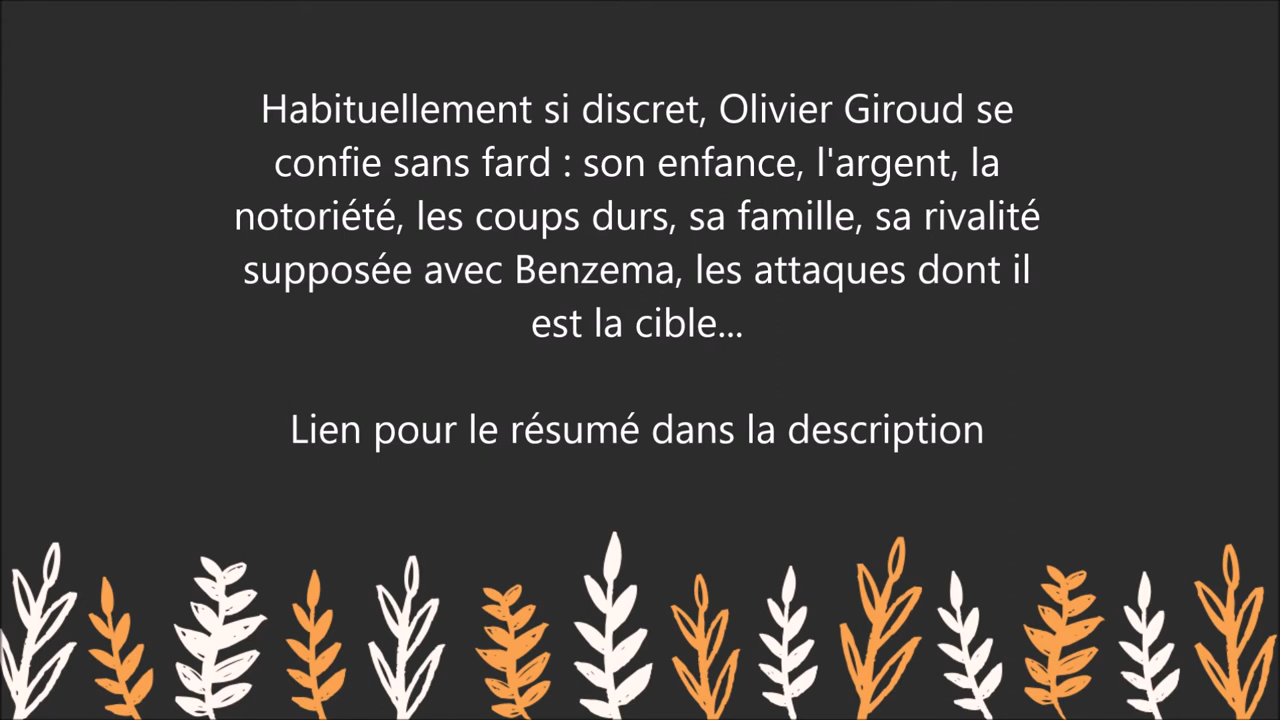 Habituellement si discret, Olivier Giroud se
confie sans fard : son enfance, l'argent, la
notoriété, les coups durs, sa famille, sa rivalité
supposée avec Benzema, les attaques dont il
est la cible...
Lien pour le résumé dans la description